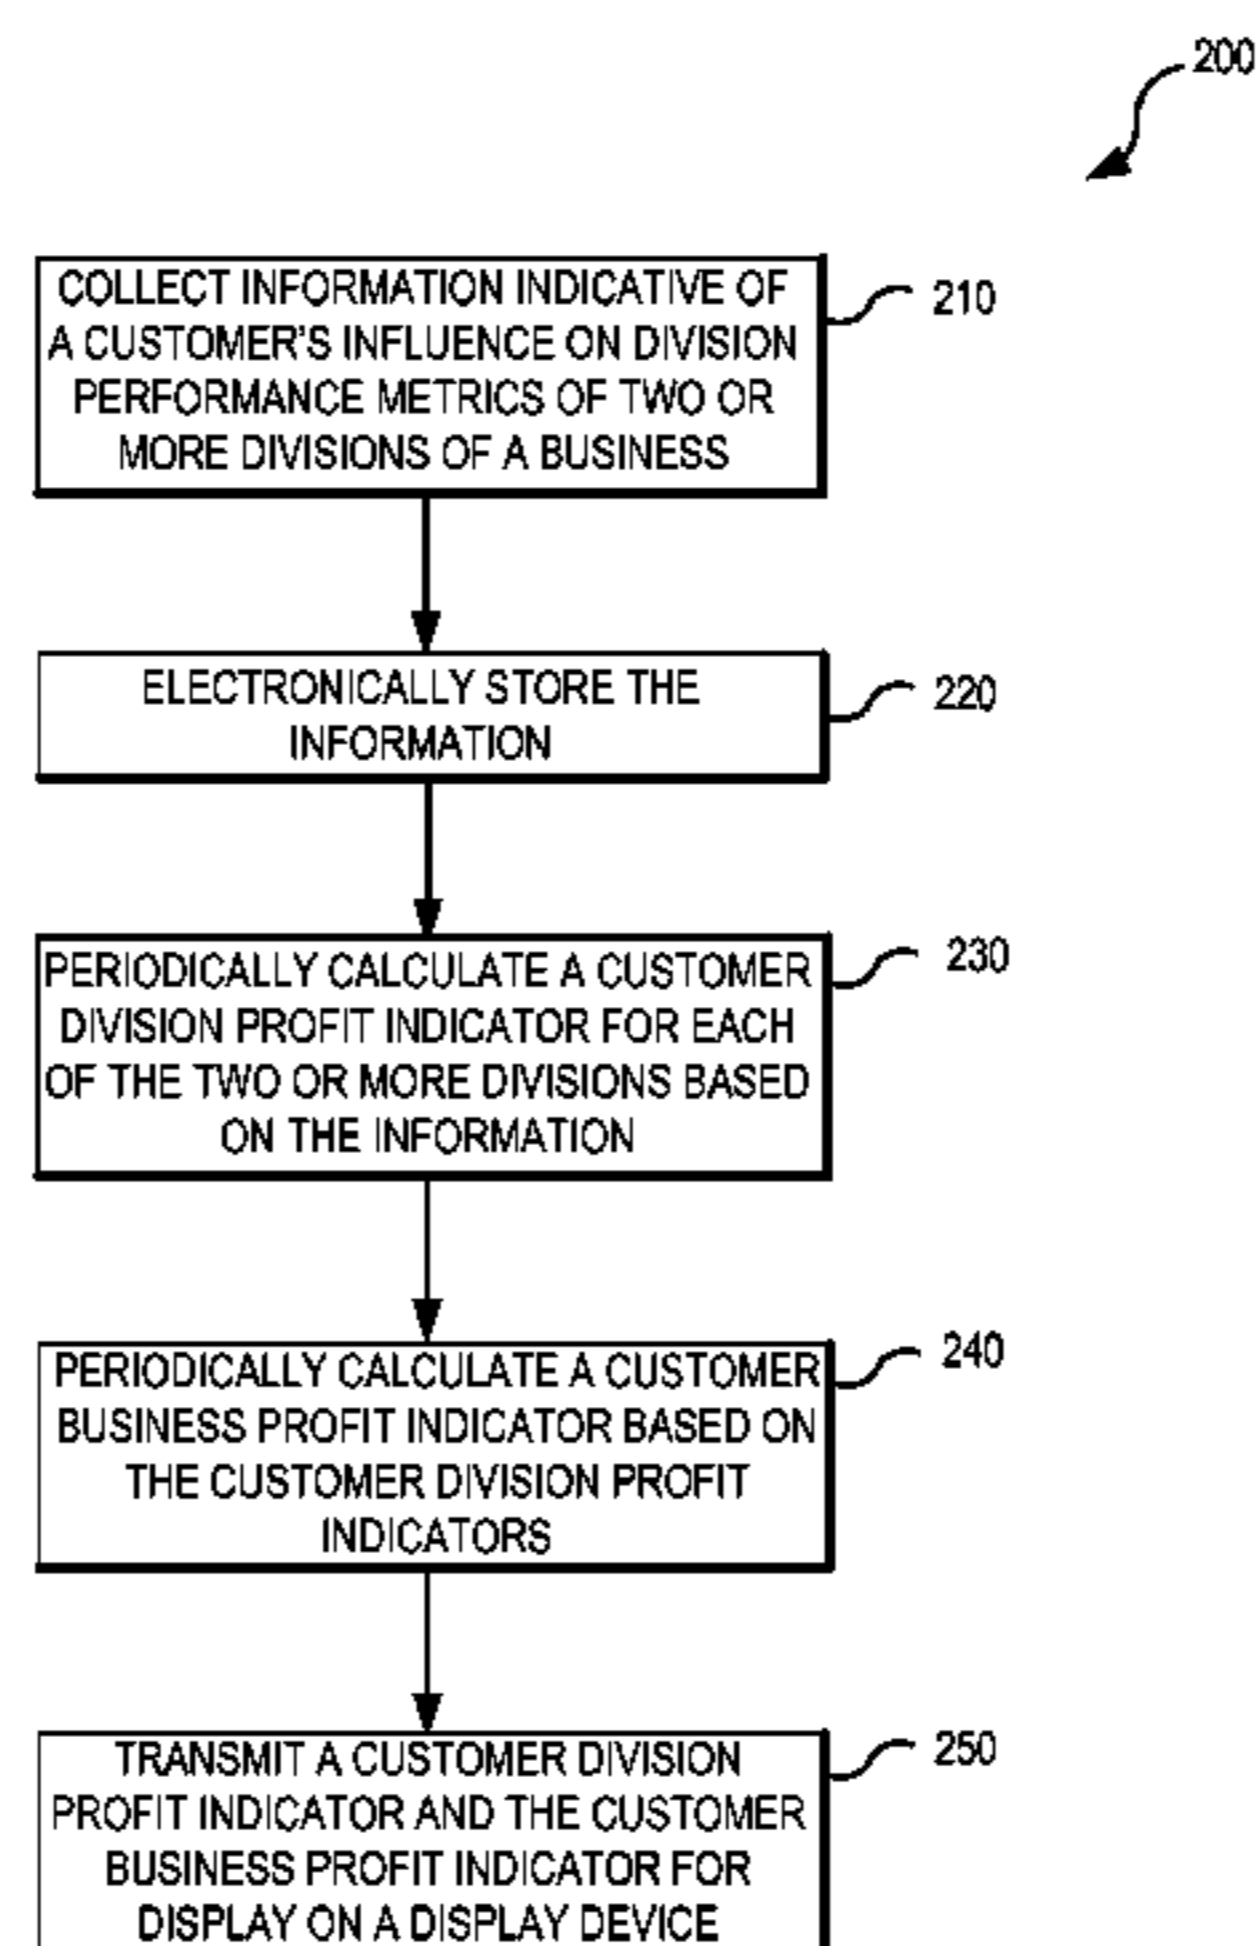 200
COLLECT INFORMATION INDICATIVE OF
A CUSTOMER'S INFLUENCE ON DIVISION
PERFORMANCE METRICS OF TWO OR
MORE DIVISIONS OF A BUSINESS
210
ELECTRONICALLY STORE THE
INFORMATION
220
PERIODICALLY CALCULATE A CUSTOMER
DIVISION PROFIT INDICATOR FOR EACH
OF THE TWO OR MORE DIVISIONS BASED
ON THE INFORMATION
230
PERIODICALLY CALCULATE A CUSTOMER
BUSINESS PROFIT INDICATOR BASED ON
THE CUSTOMER DIVISION PROFIT
INDICATORS
240
TRANSMIT A CUSTOMER DIVISION
PROFIT INDICATOR AND THE CUSTOMER
BUSINESS PROFIT INDICATOR FOR
DISPLAY ON A DISPLAY DEVICE
250